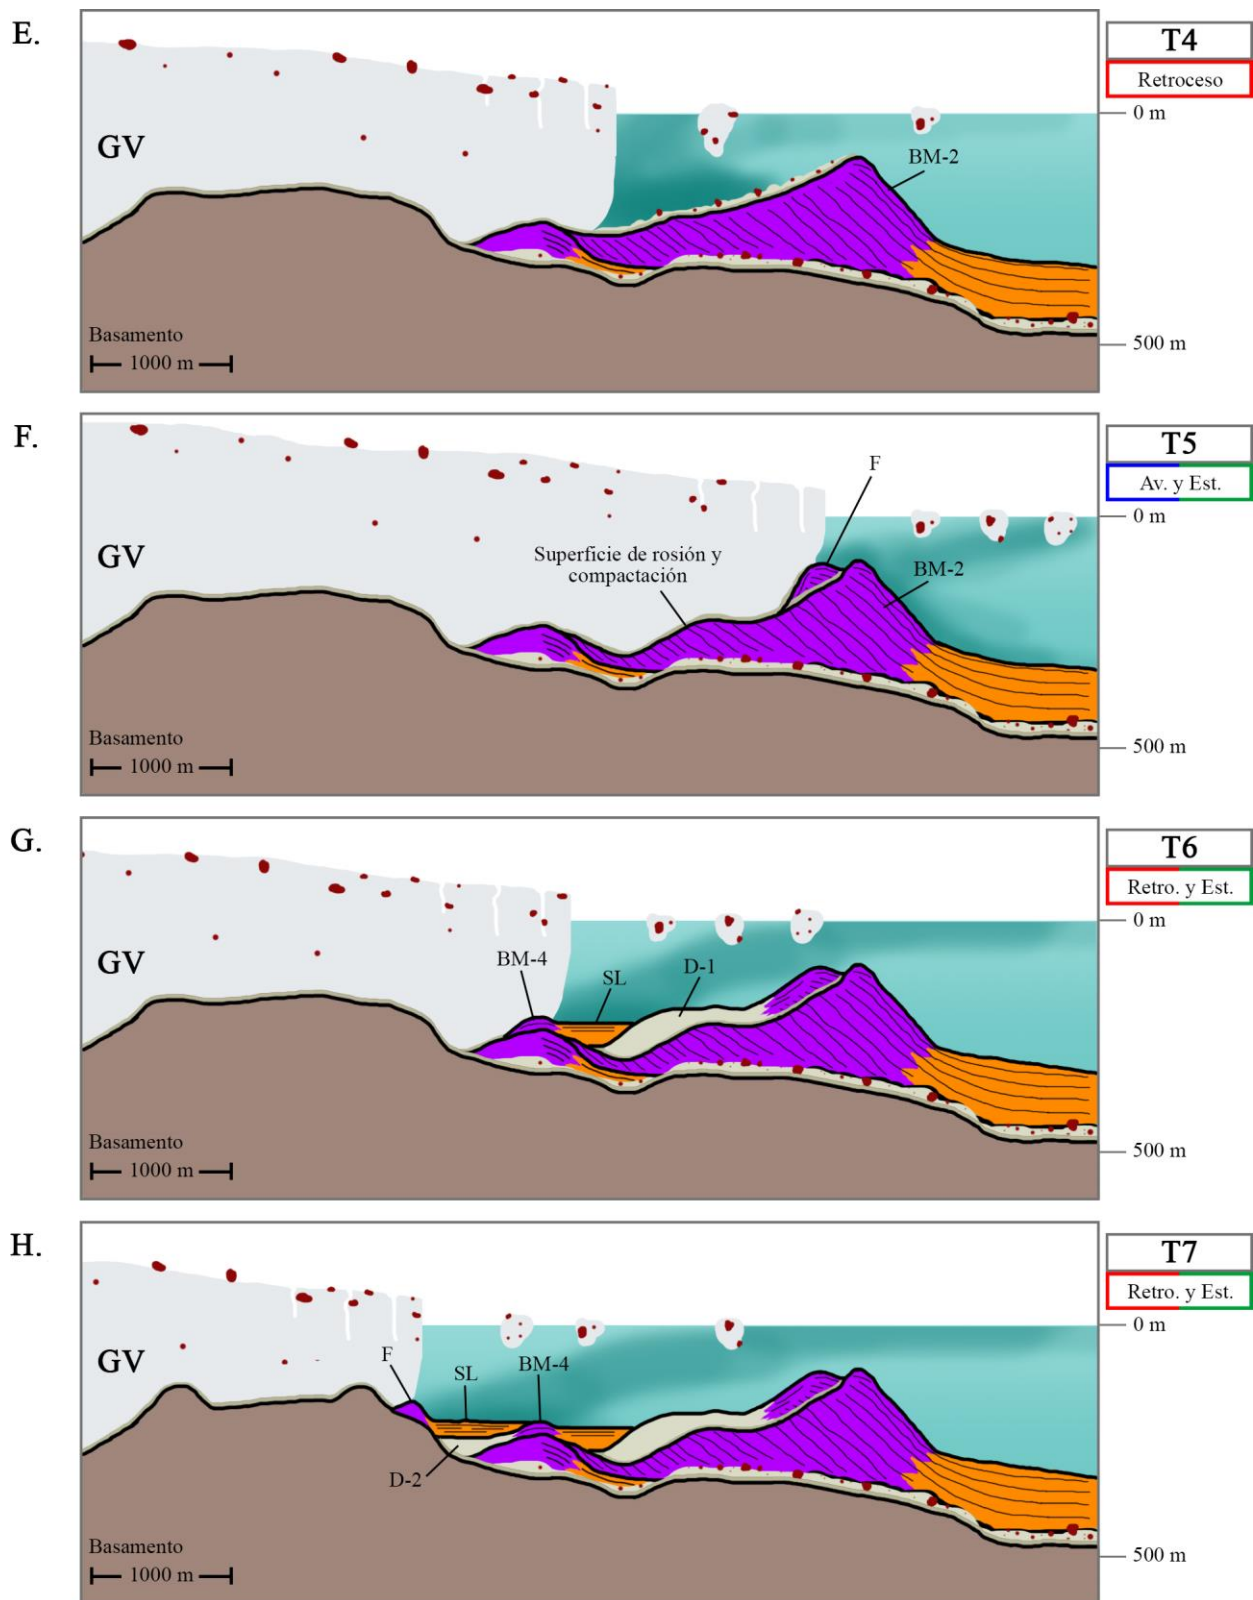 E.
T4
Retroceso
0 m
GV
BM-2
Basamento
1000 m
500 m
F.
T5
Av. y Est.
F
0 m
GV
Superficie de rosión y
compactación
BM-2
Basamento
1000 m
500 m
G.
T6
Retro. y Est.
0 m
GV
BM-4
SL
D-1
Basamento
1000 m
500 m
H.
T7
Retro. y Est.
0 m
GV
F
SL
BM-4
D-2
Basamento
1000 m
500 m